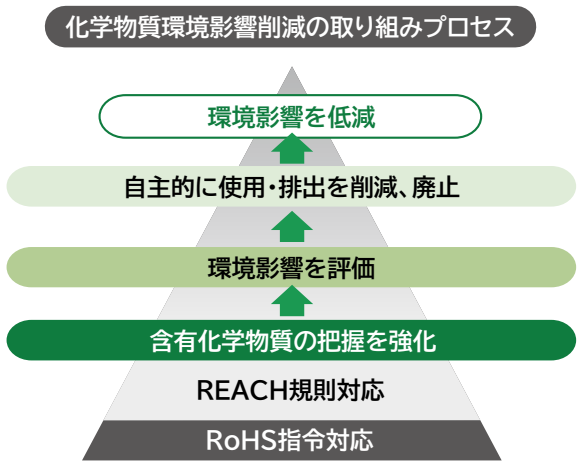 化学物質環境影響削減の取り組みプロセス
環境影響を低減
自主的に使用・排出を削減、廃止
環境影響を評価
含有化学物質の把握を強化
REACH規則対応
RoHS指令対応